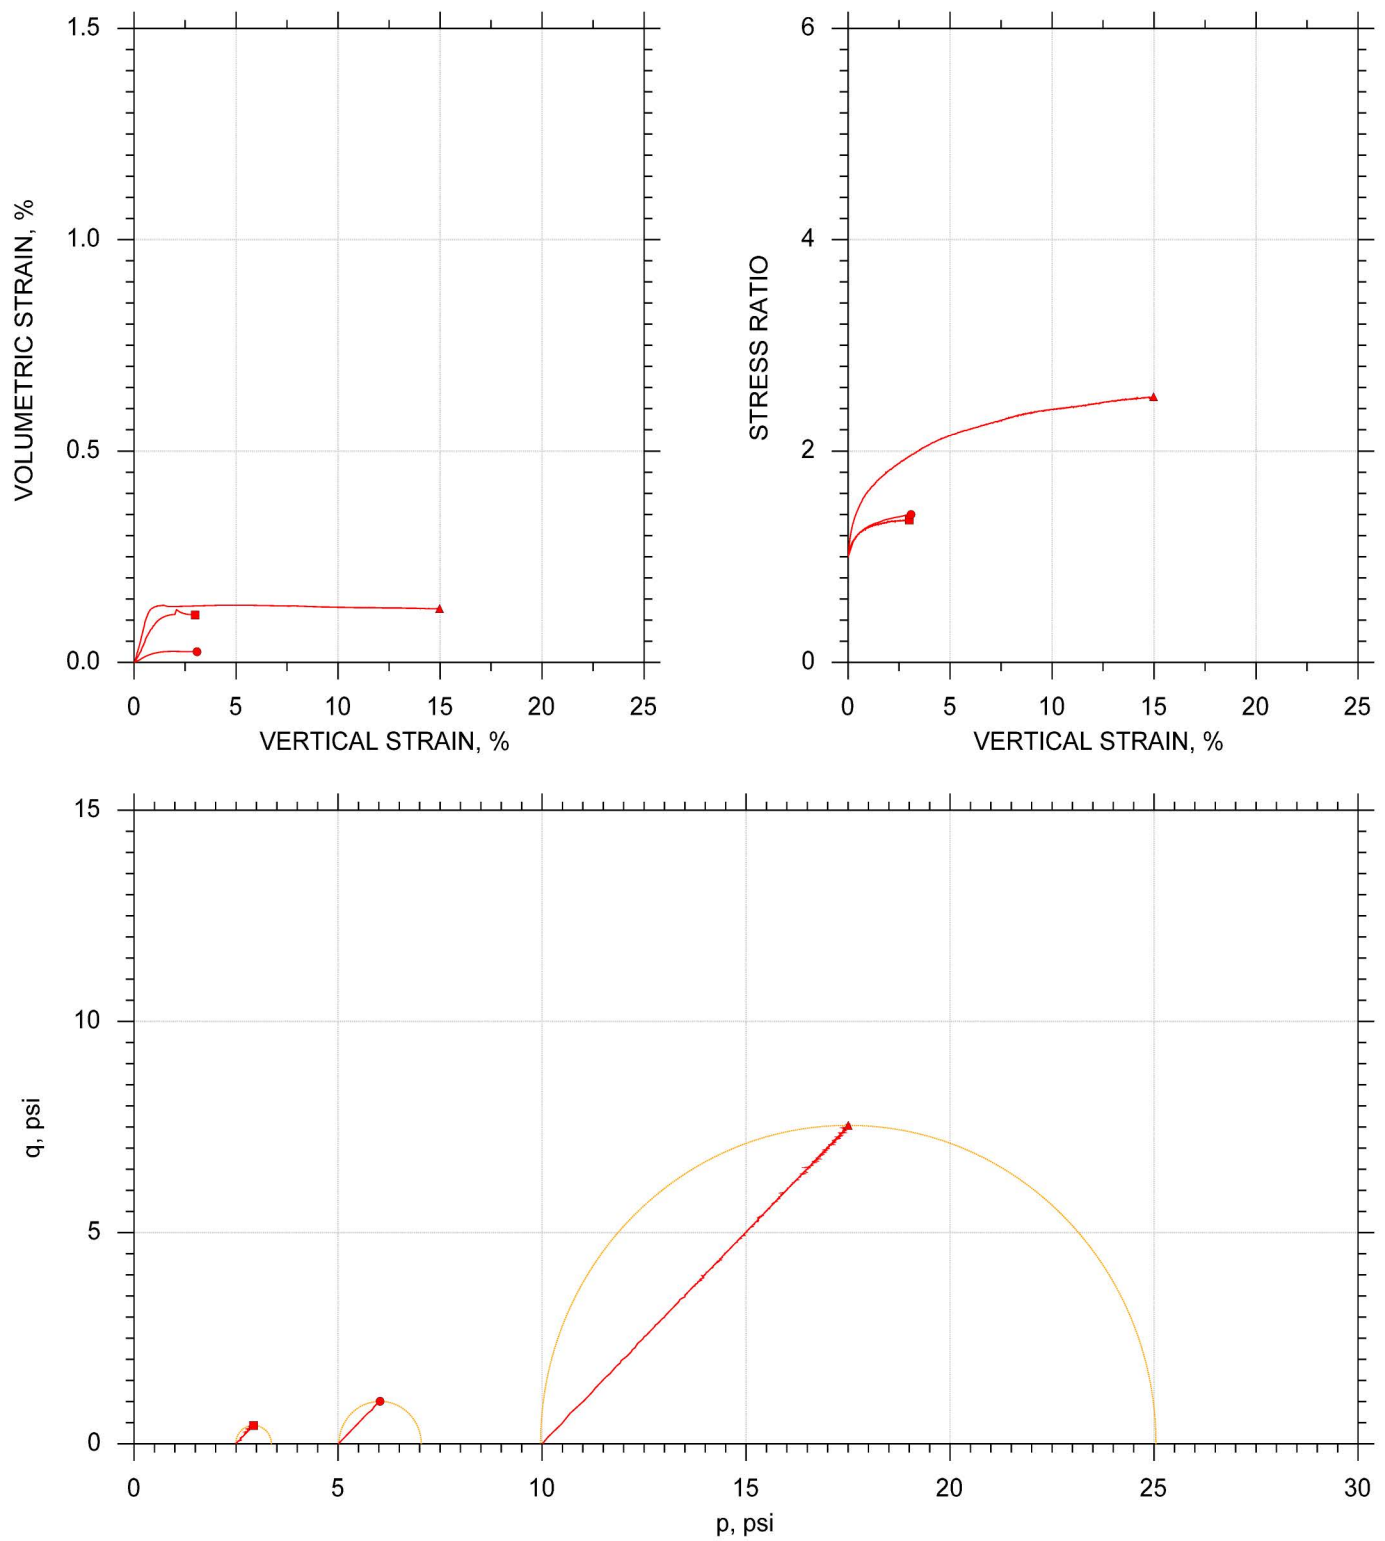 1.5
1.0
0.5
0.0
0 5 10 15 20 25
VERTICAL STRAIN, %
VOLUMETRIC STRAIN, %
6
4
2
0
0 5 10 15 20 25
VERTICAL STRAIN, %
STRESS RATIO
15
10
5
0
0 5 10 15 20 25 30
p, psi
q, psi